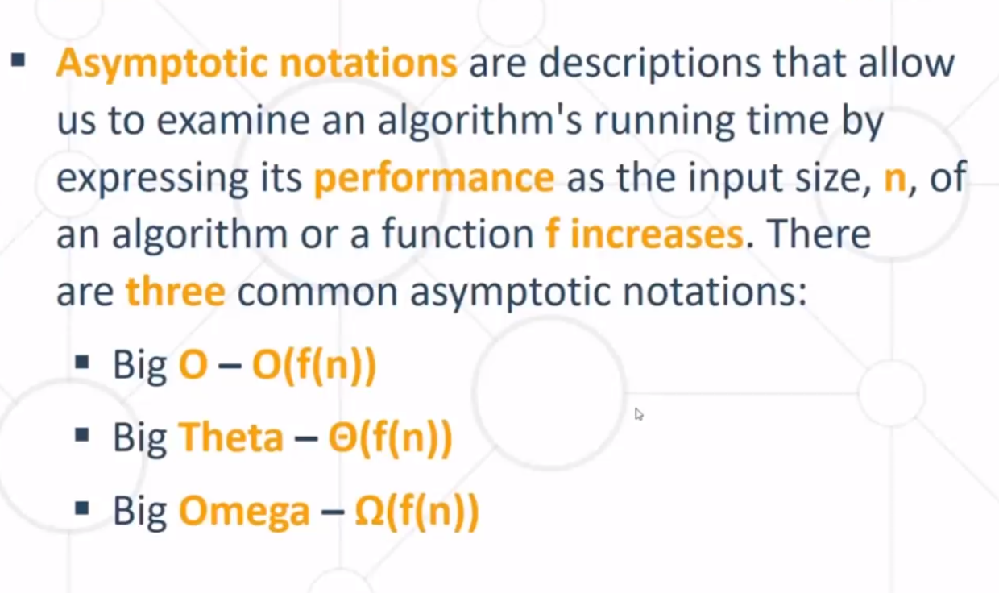 ▪ Asymptotic notations are descriptions that allow
us to examine an algorithm's running time by
expressing its performance as the input size, n, of
an algorithm or a function f increases. There
are three common asymptotic notations:
▪ Big O – O(f(n))
▪ Big Theta – Θ(f(n))
▪ Big Omega – Ω(f(n))